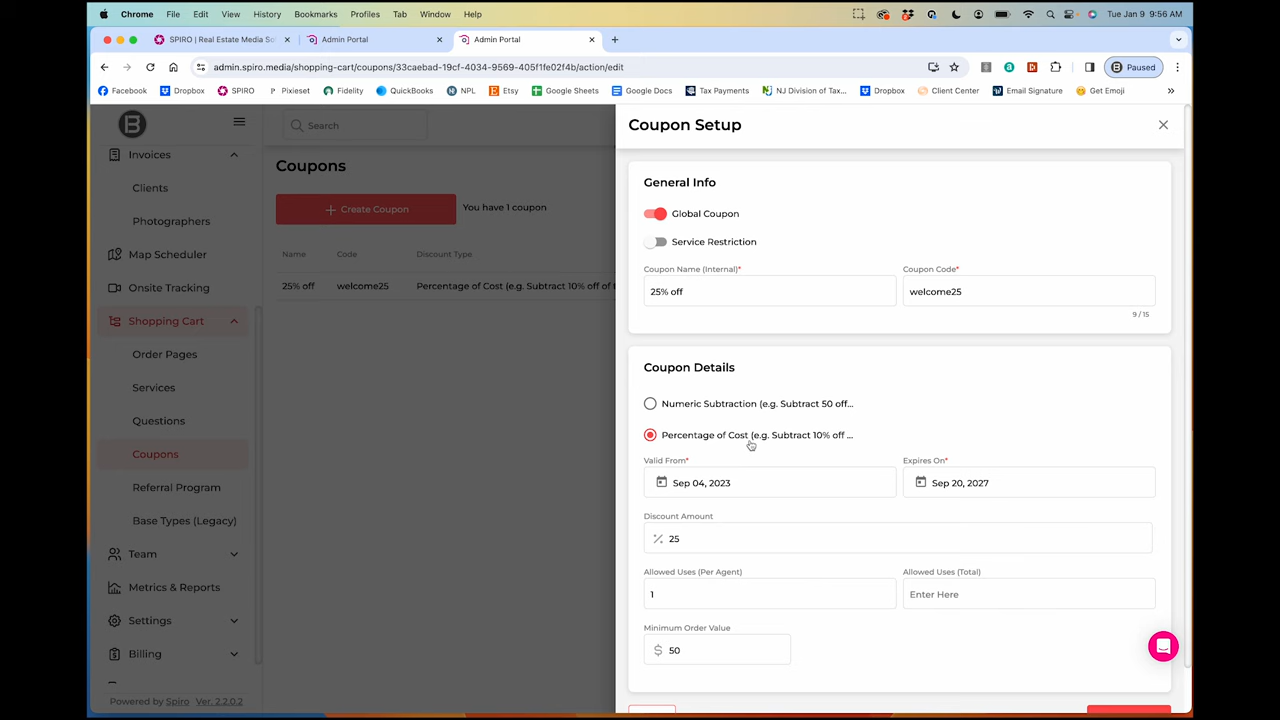 Chrome File Edit View History Bookmarks Profiles Tab Window Help Tue Jan 9 9:56 AM
SPIRO | Real Estate Media So Admin Portal Admin Portal
admin.spiro.media/shopping-cart/coupons/33caebad-19cf-4034-9569-405f1fe02f4b/action/edit Paused
Facebook Dropbox SPIRO Pixieset Fidelity QuickBooks NPL Etsy Google Sheets Google Docs Tax Payments NJ Division of Tax... Dropbox Client Center Email Signature Get Emoji
Invoices
Clients
Photographers
Map Scheduler
Onsite Tracking
Shopping Cart
Order Pages
Services
Questions
Coupons
Referral Program
Base Types (Legacy)
Team
Metrics & Reports
Settings
Billing
Powered by Spiro Ver. 2.2.0.2
Search
Coupons
+ Create Coupon You have 1 coupon
Name Code Discount Type
25% off welcome25 Percentage of Cost (e.g. Subtract 10% off of t
Coupon Setup
General Info
Global Coupon
Service Restriction
Coupon Name (Internal)* Coupon Code*
25% off welcome25
9 / 15
Coupon Details
Numeric Subtraction (e.g. Subtract 50 off...
Percentage of Cost (e.g. Subtract 10% off ...
Valid From* Expires On*
Sep 04, 2023 Sep 20, 2027
Discount Amount
% 25
Allowed Uses (Per Agent) Allowed Uses (Total)
1 Enter Here
Minimum Order Value
$ 50